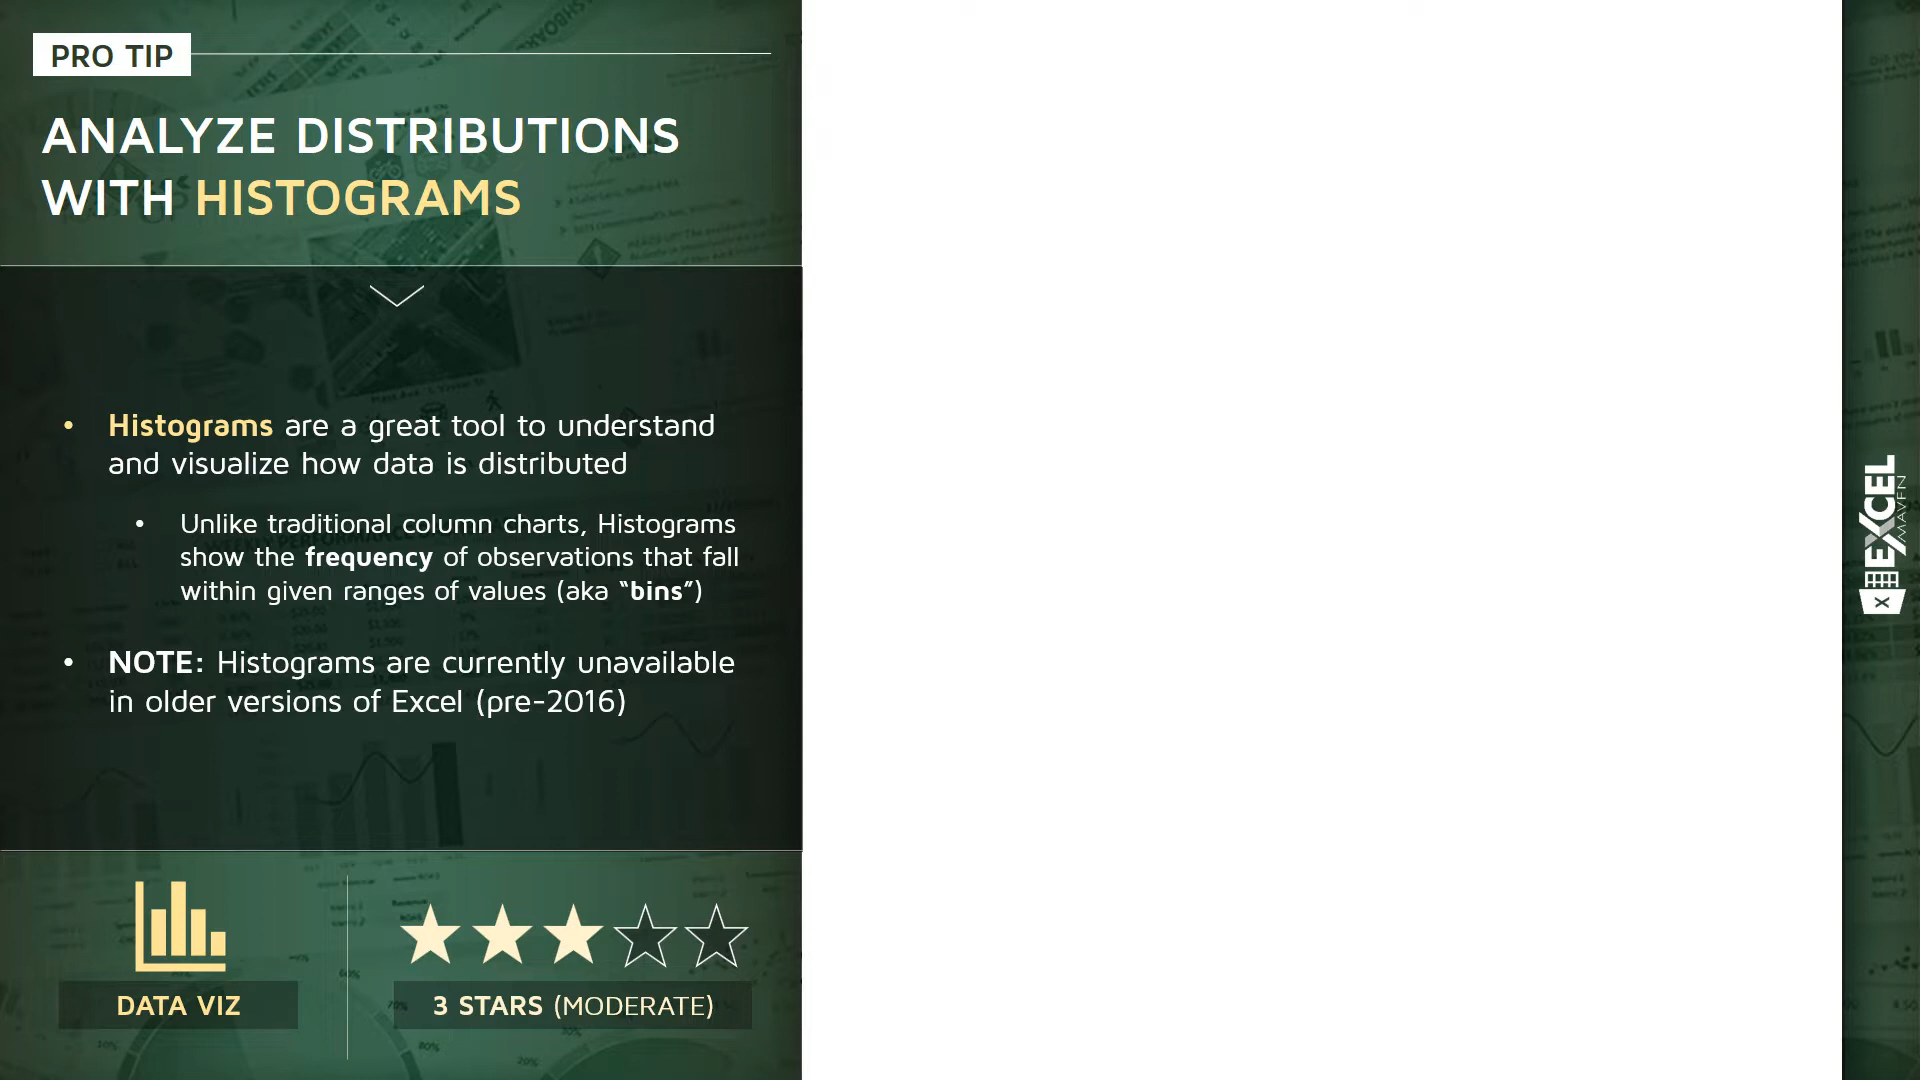 PRO TIP
ANALYZE DISTRIBUTIONS
WITH HISTOGRAMS
• Histograms are a great tool to understand
and visualize how data is distributed
• Unlike traditional column charts, Histograms
show the frequency of observations that fall
within given ranges of values (aka “bins”)
• NOTE: Histograms are currently unavailable
in older versions of Excel (pre-2016)
DATA VIZ
3 STARS (MODERATE)
X EXCEL
MAVEN